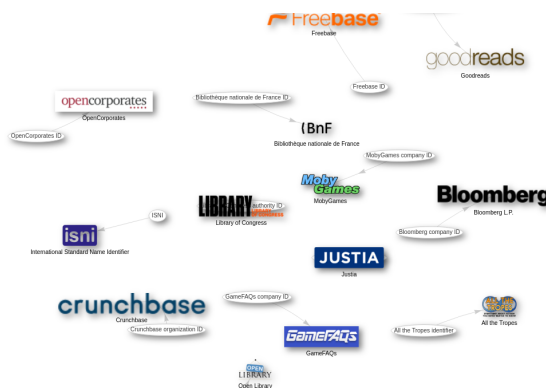 Freebase
Freebase
goodreads
Goodreads
Freebase ID
opencorporates
OpenCorporates
Bibliothèque nationale de France ID
OpenCorporates ID
BnF
Bibliothèque nationale de France
MobyGames company ID
Moby
Games
MobyGames
Bloomberg
Bloomberg L.P.
LIBRARY
authority ID
Library of Congress
ISNI
isni
International Standard Name Identifier
Bloomberg company ID
JUSTIA
Justia
GameFAQs company ID
crunchbase
Crunchbase
Crunchbase organization ID
GameFAQs
GameFAQs
All the Tropes
All the Tropes identifier
OPEN
LIBRARY
Open Library